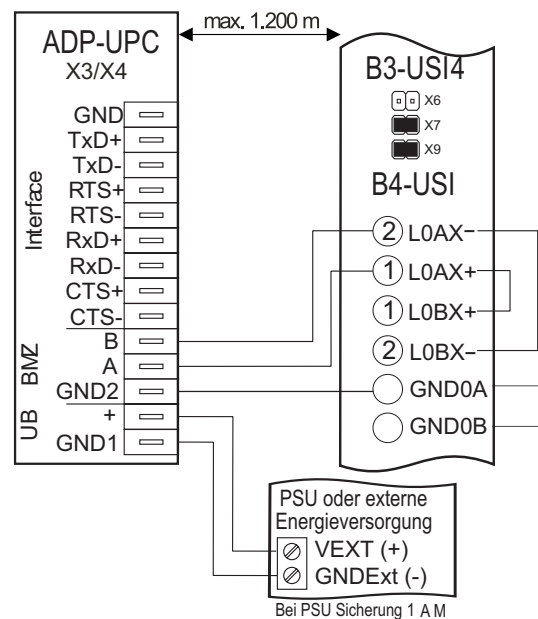 max. 1.200 m
ADP-UPC
X3/X4
GND
TxD+
TxD-
RTS+
RTS-
RxD+
RxD-
CTS+
CTS-
B
A
GND2
+
GND1
Interface
BMZ
UB
B3-USI4
X6
X7
X9
B4-USI
2 L0AX-
1 L0AX+
1 L0BX+
2 L0BX-
GND0A
GND0B
PSU oder externe
Energieversorgung
VEXT (+)
GNDExt (-)
Bei PSU Sicherung 1 A M